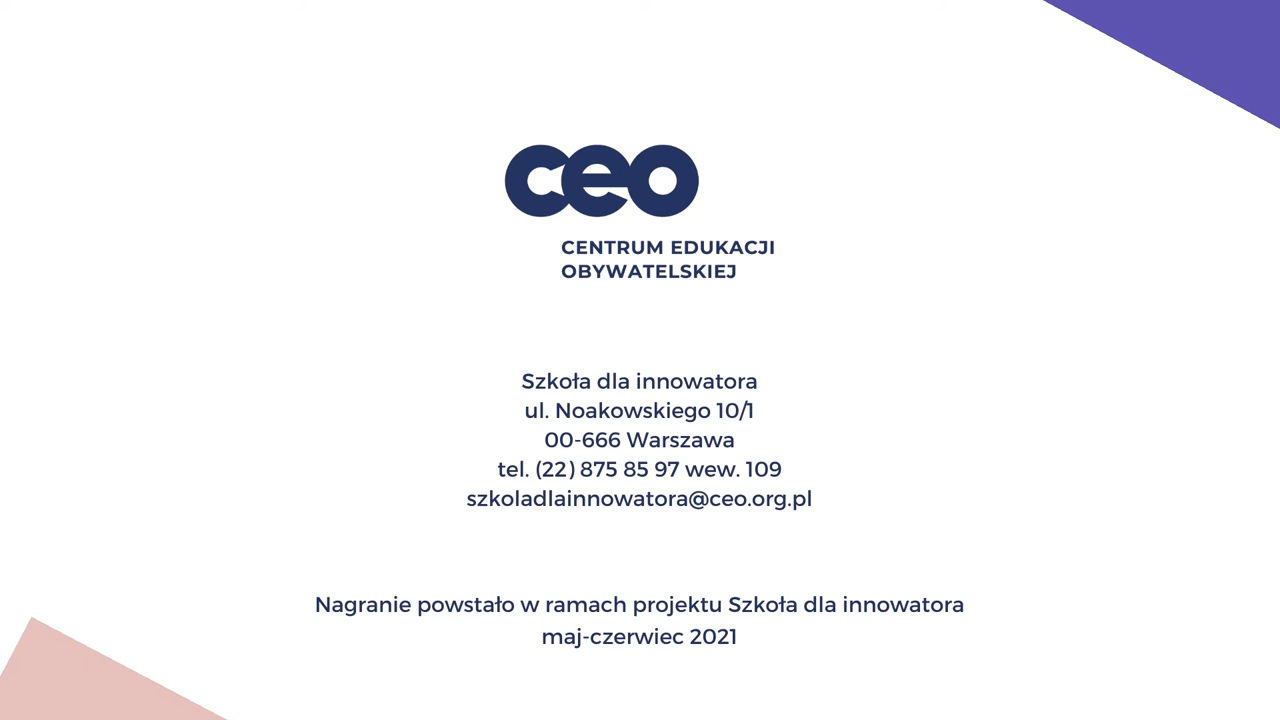 ceo
CENTRUM EDUKACJI
OBYWATELSKIEJ
Szkoła dla innowatora
ul. Noakowskiego 10/1
00-666 Warszawa
tel. (22) 875 85 97 wew. 109
szkoladlainnowatora@ceo.org.pl
Nagranie powstało w ramach projektu Szkoła dla innowatora
maj-czerwiec 2021